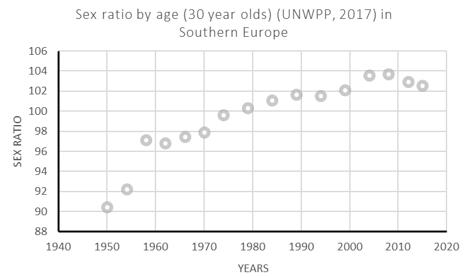 Sex ratio by age (30 year olds) (UNWPP, 2017) in
Southern Europe
106
104
102
100
98
96
94
92
90
88
SEX RATIO
1940 1950 1960 1970 1980 1990 2000 2010 2020
YEARS